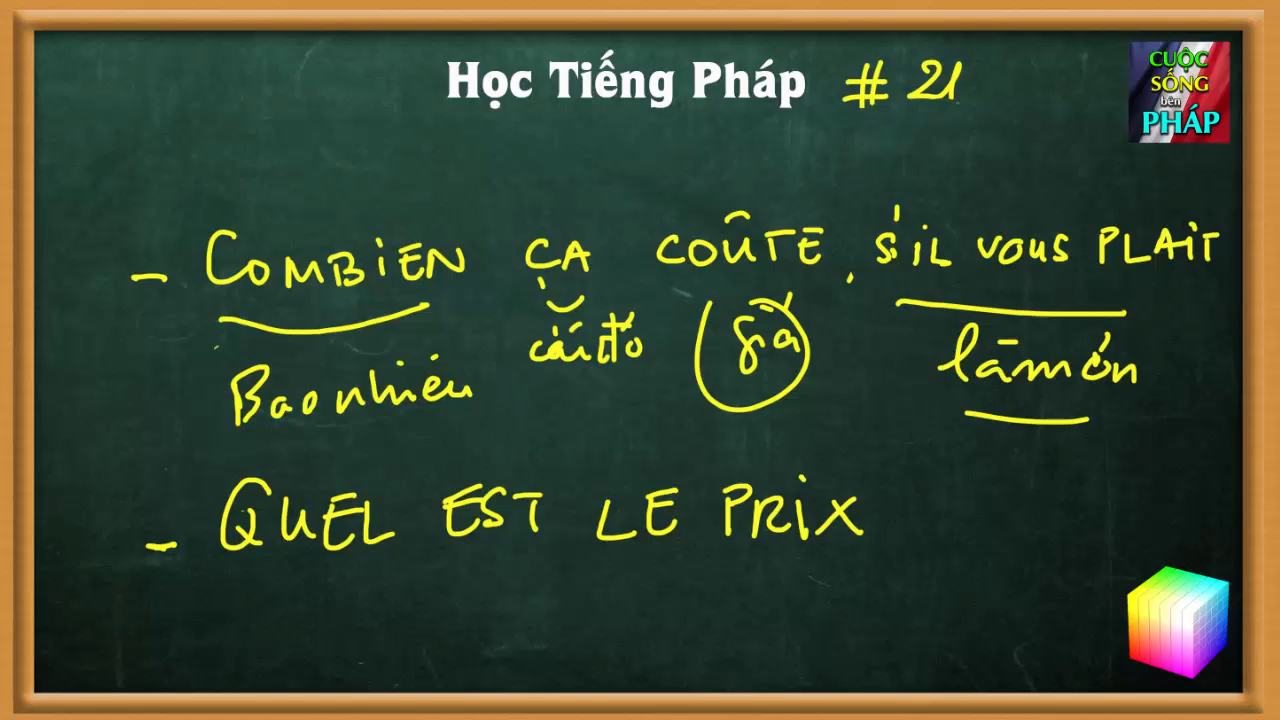 Học Tiếng Pháp # 21
CUỘC
SỐNG
bên
PHÁP
- COMBIEN ÇA COÛTE, S'IL VOUS PLAiT
Bao nhiêu cái đó giá làm ơn
- QUEL EST LE PRIX